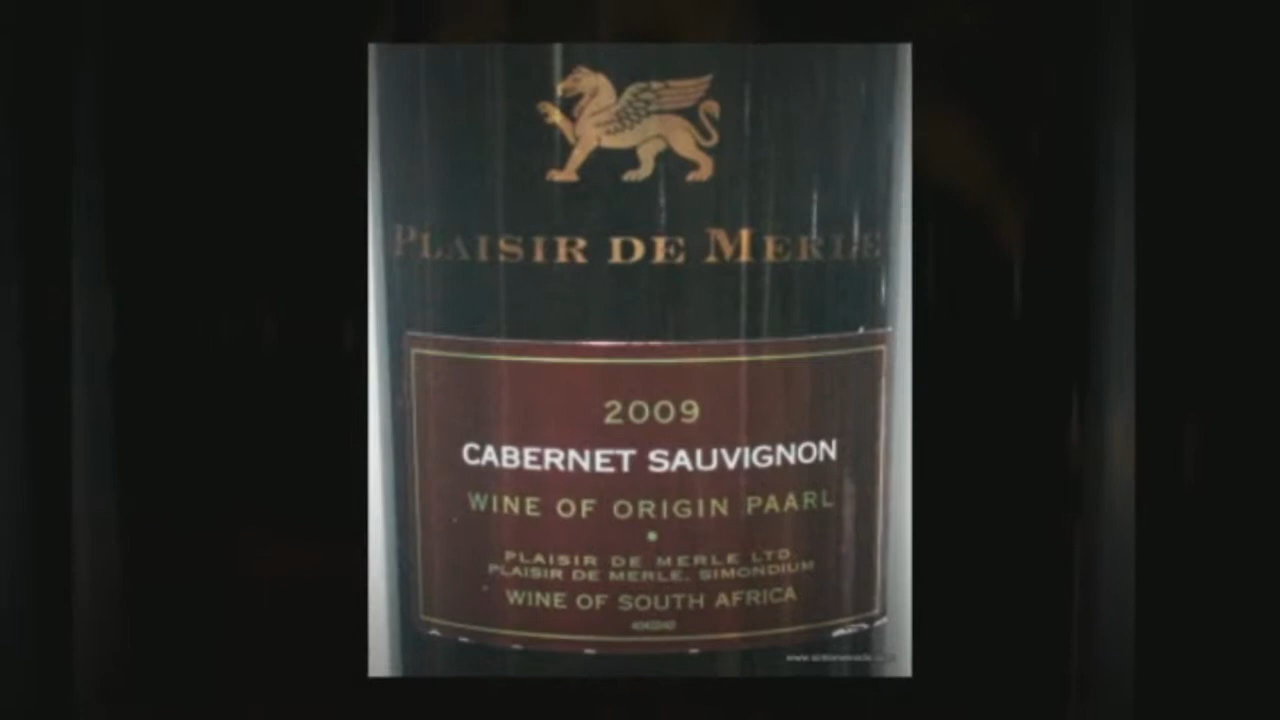 PLAISIR DE MERLE
2009
CABERNET SAUVIGNON
WINE OF ORIGIN PAARL
PLAISIR DE MERLE LTD
PLAISIR DE MERLE, SIMONDIUM
WINE OF SOUTH AFRICA